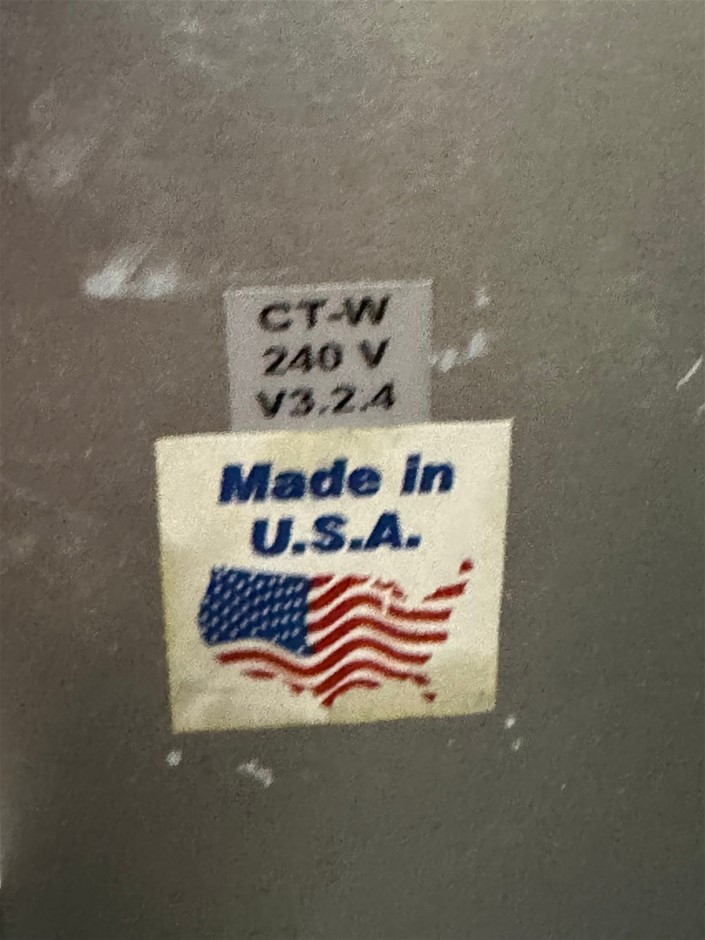 CT-W
240 V
V3.2.4
Made in
U.S.A.